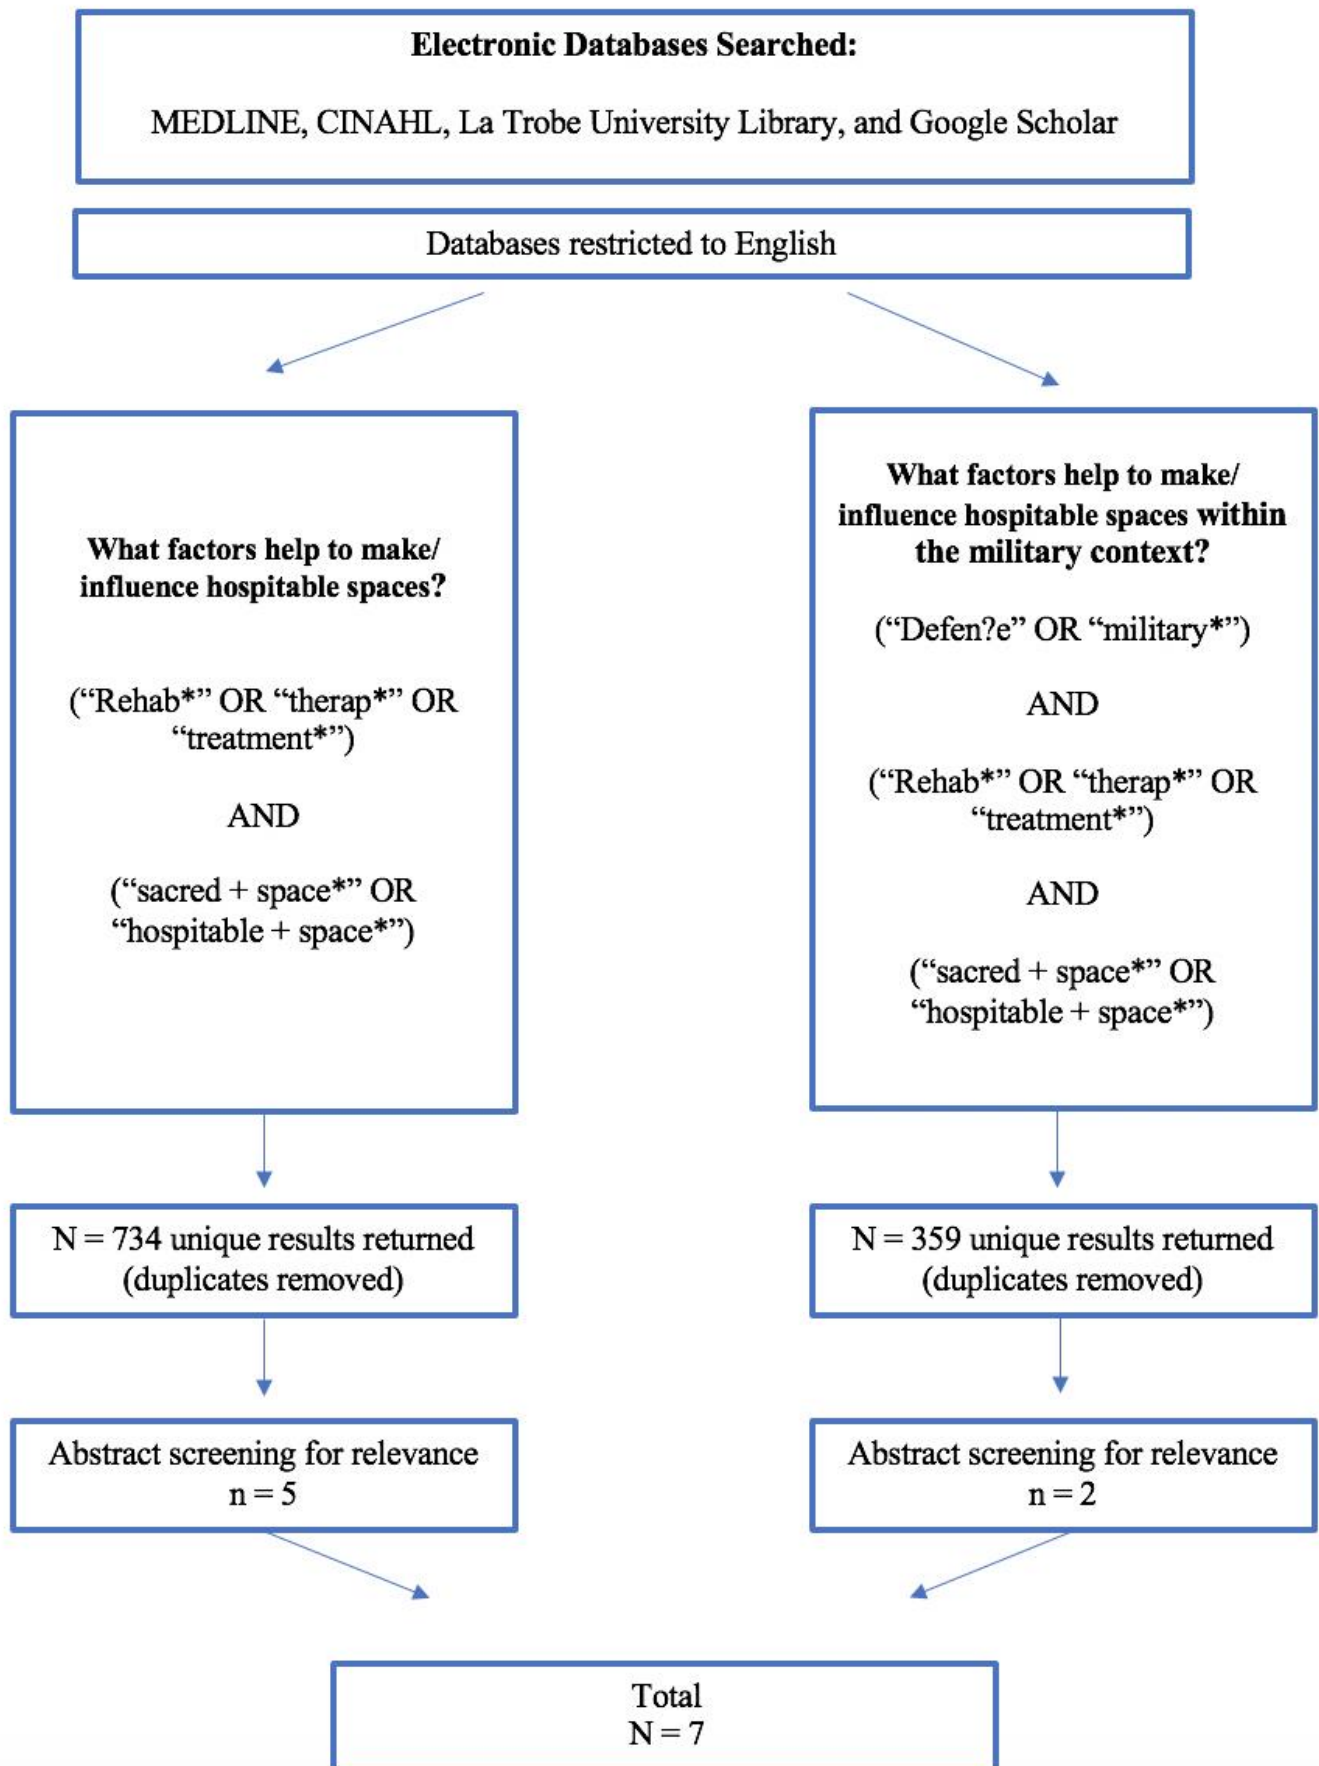 Electronic Databases Searched:
MEDLINE, CINAHL, La Trobe University Library, and Google Scholar
Databases restricted to English
What factors help to make/
influence hospitable spaces?
(“Rehab*” OR “therap*” OR
“treatment*”)
AND
(“sacred + space*” OR
“hospitable + space*”)
What factors help to make/
influence hospitable spaces within
the military context?
(“Defen?e” OR “military*”)
AND
(“Rehab*” OR “therap*” OR
“treatment*”)
AND
(“sacred + space*” OR
“hospitable + space*”)
N = 734 unique results returned
(duplicates removed)
N = 359 unique results returned
(duplicates removed)
Abstract screening for relevance
n = 5
Abstract screening for relevance
n = 2
Total
N = 7